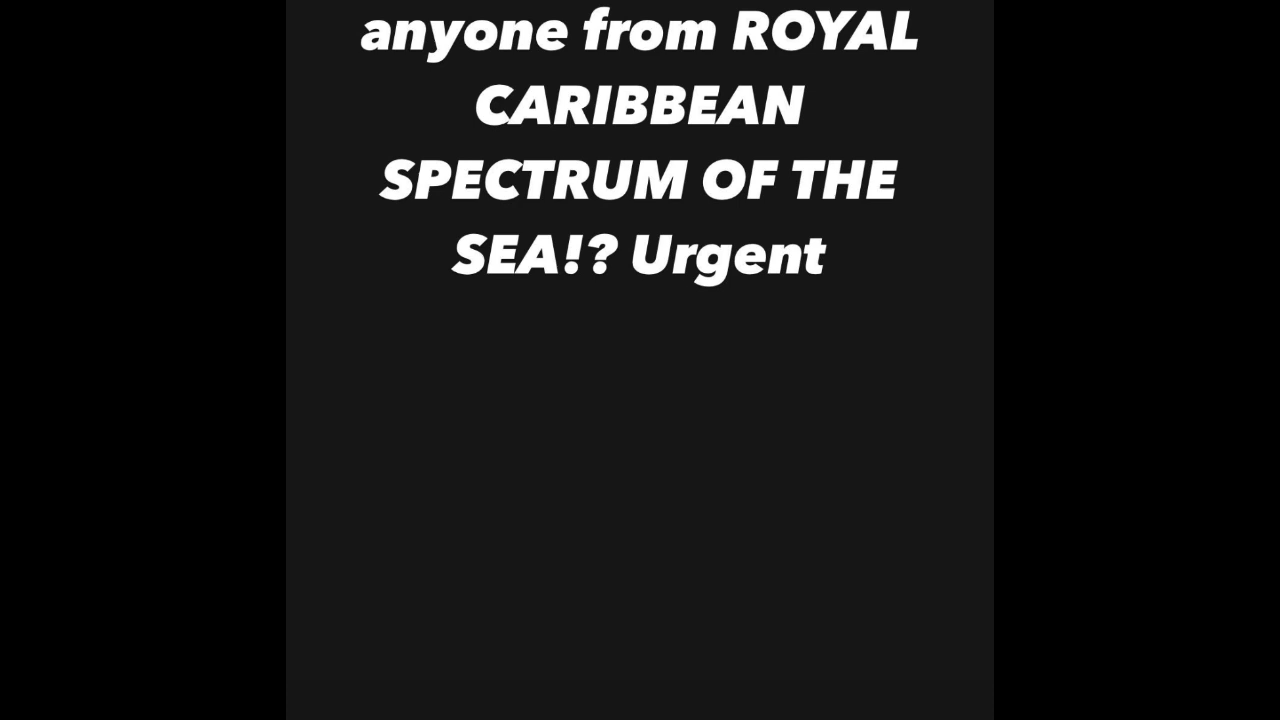 anyone from ROYAL
CARIBBEAN
SPECTRUM OF THE
SEA!? Urgent